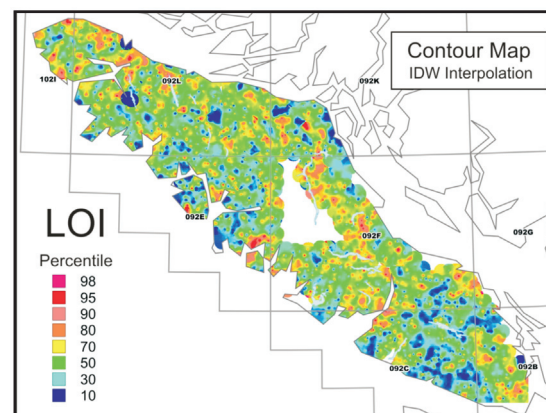 Contour Map
IDW Interpolation
102I
092L
092K
092E
092F
092G
092C
092B
LOI
Percentile
98
95
90
80
70
50
30
10